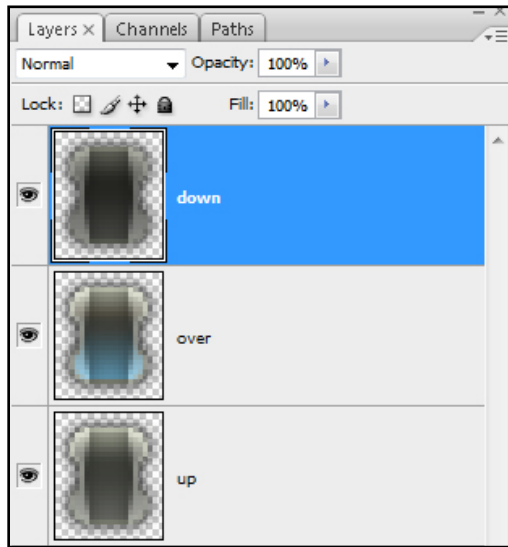 Layers × Channels Paths
Normal Opacity: 100%
Lock: Fill: 100%
down
over
up